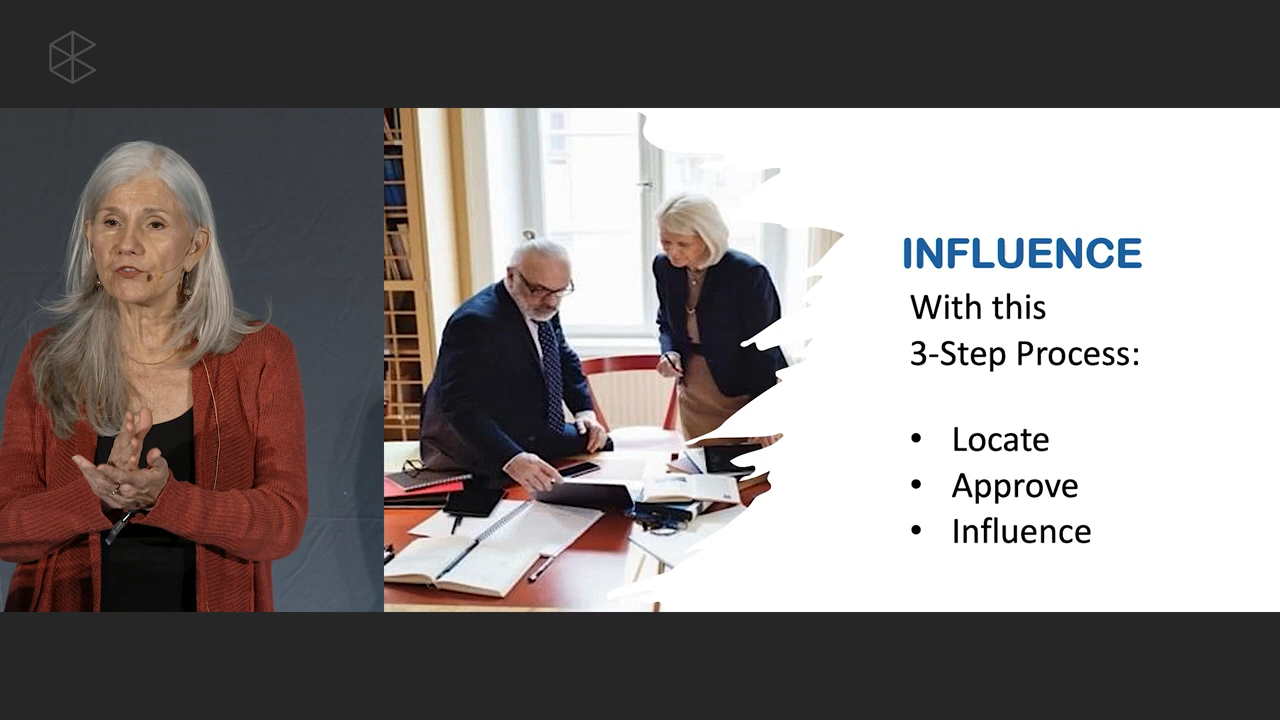 INFLUENCE
With this
3-Step Process:
• Locate
• Approve
• Influence